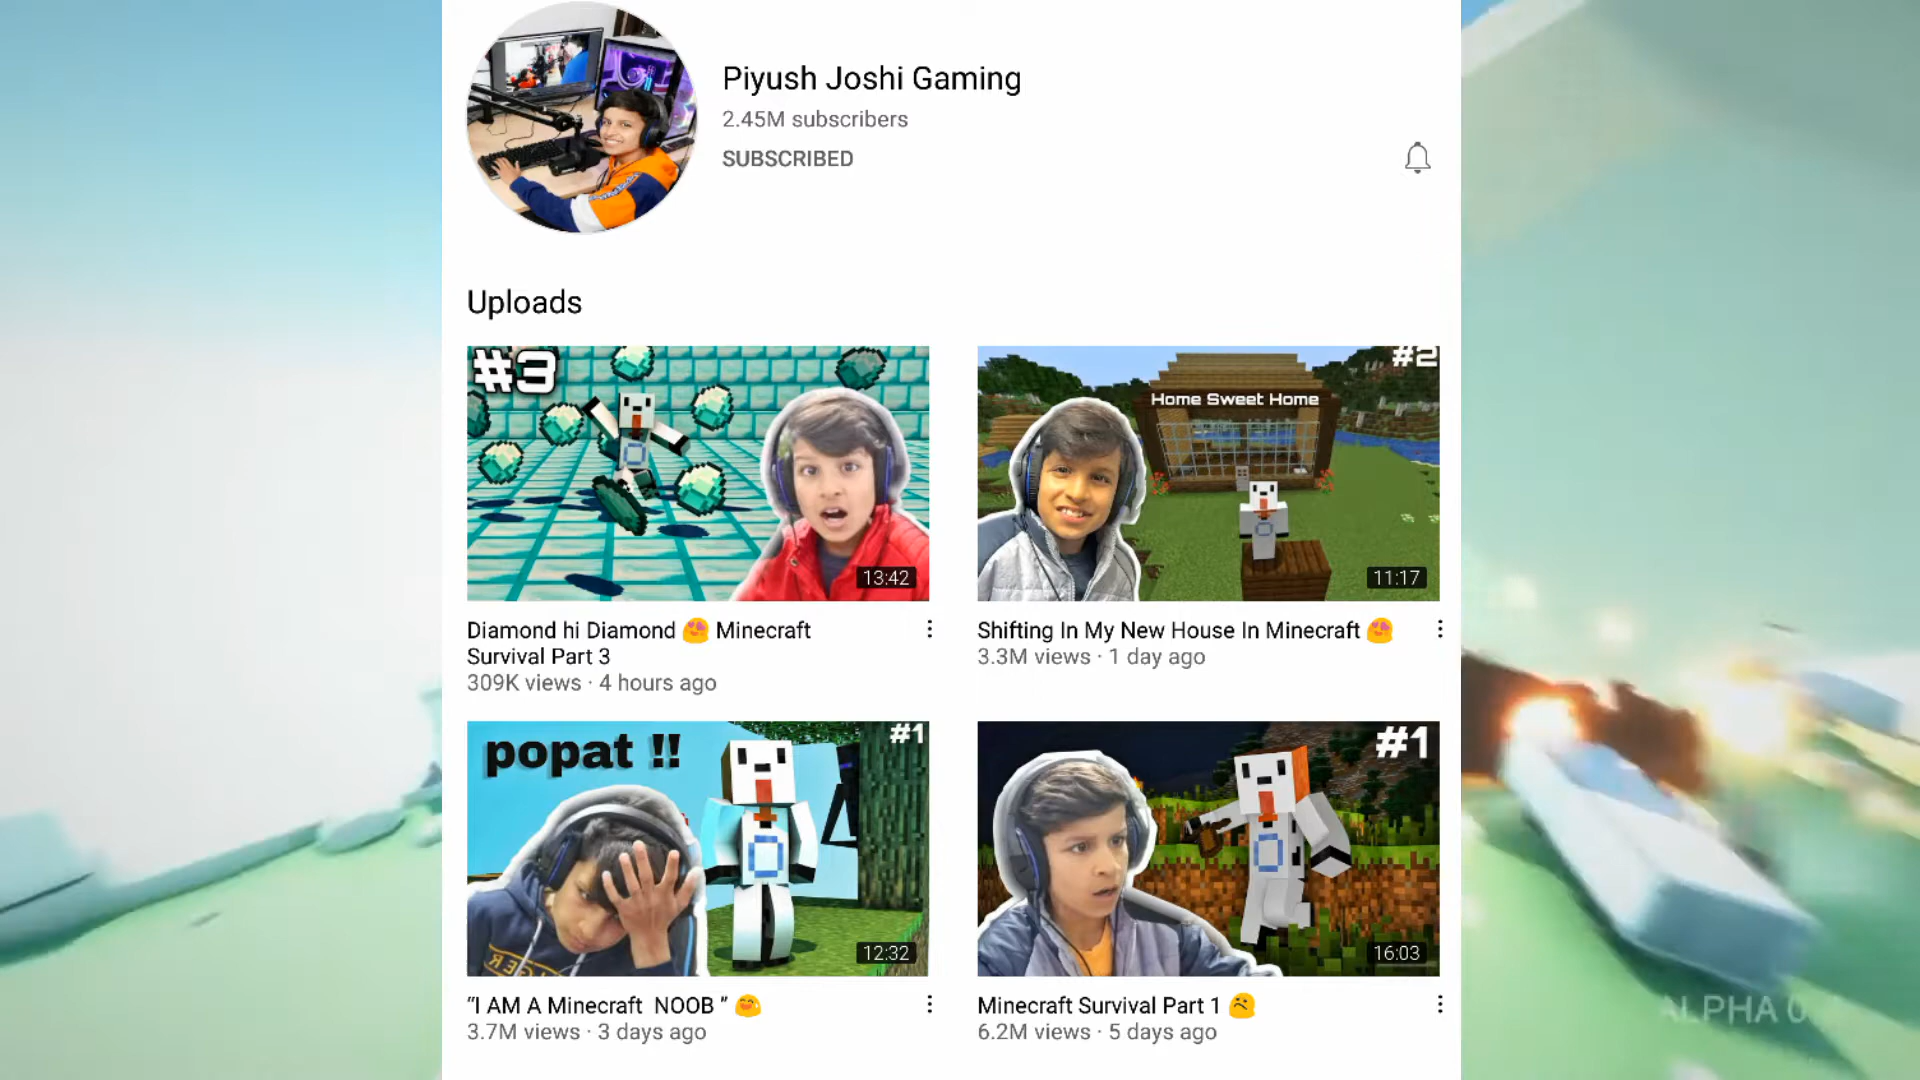 Piyush Joshi Gaming
2.45M subscribers
SUBSCRIBED
Uploads
#3
13:42
Diamond hi Diamond 😍 Minecraft
Survival Part 3
309K views · 4 hours ago
#2
Home Sweet Home
11:17
Shifting In My New House In Minecraft 😍
3.3M views · 1 day ago
popat !!
#1
12:32
“I AM A Minecraft  NOOB ” 😄
3.7M views · 3 days ago
#1
16:03
Minecraft Survival Part 1 😕
6.2M views · 5 days ago
ALPHA